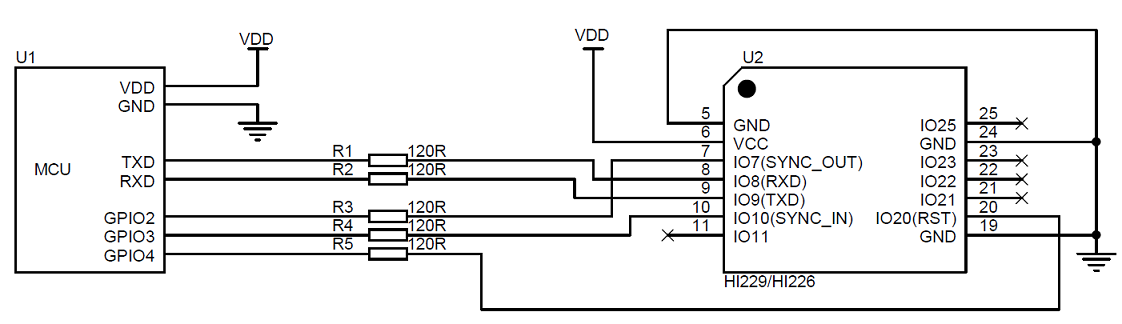 VDD
VDD
U1
U2
VDD
GND
5
GND
IO25
25
6
VCC
GND
24
TXD
R1
120R
7
IO7(SYNC_OUT)
IO23
23
MCU
RXD
R2
120R
8
IO8(RXD)
IO22
22
9
IO9(TXD)
IO21
21
GPIO2
R3
120R
10
IO10(SYNC_IN)
IO20(RST)
20
GPIO3
R4
120R
11
IO11
GND
19
GPIO4
R5
120R
HI229/HI226